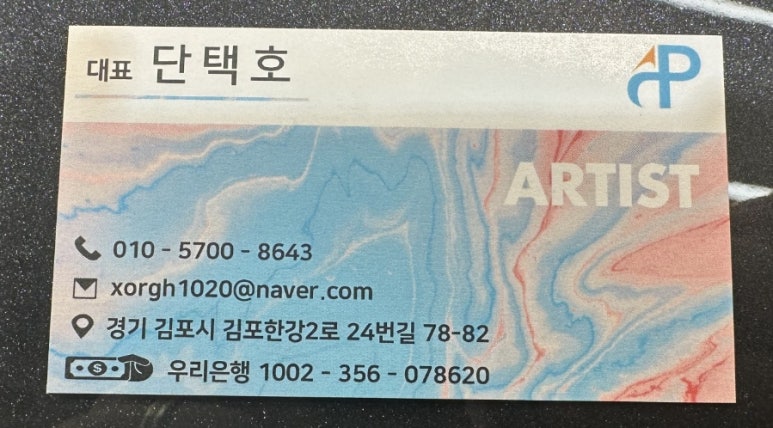 대표 단택호
AP
ARTIST
010 - 5700 - 8643
xorgh1020@naver.com
경기 김포시 김포한강2로 24번길 78-82
우리은행 1002 - 356 - 078620